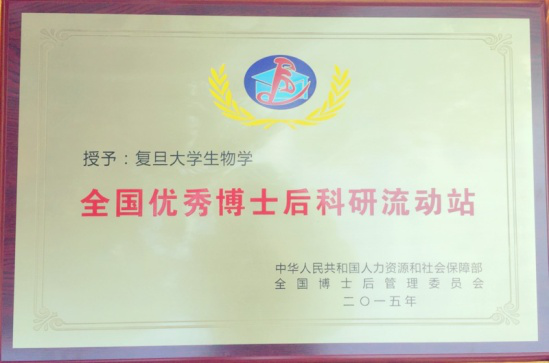 授予：复旦大学生物学
全国优秀博士后科研流动站
中华人民共和国人力资源和社会保障部
全国博士后管理委员会
二〇一五年